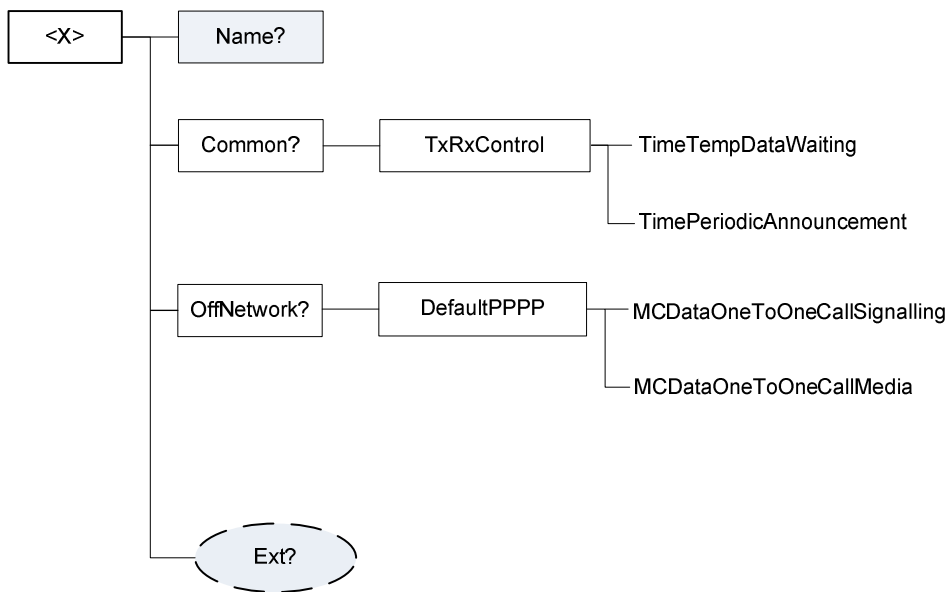 <X>
Name?
Common?
TxRxControl
TimeTempDataWaiting
TimePeriodicAnnouncement
OffNetwork?
DefaultPPPP
MCDataOneToOneCallSignalling
MCDataOneToOneCallMedia
Ext?